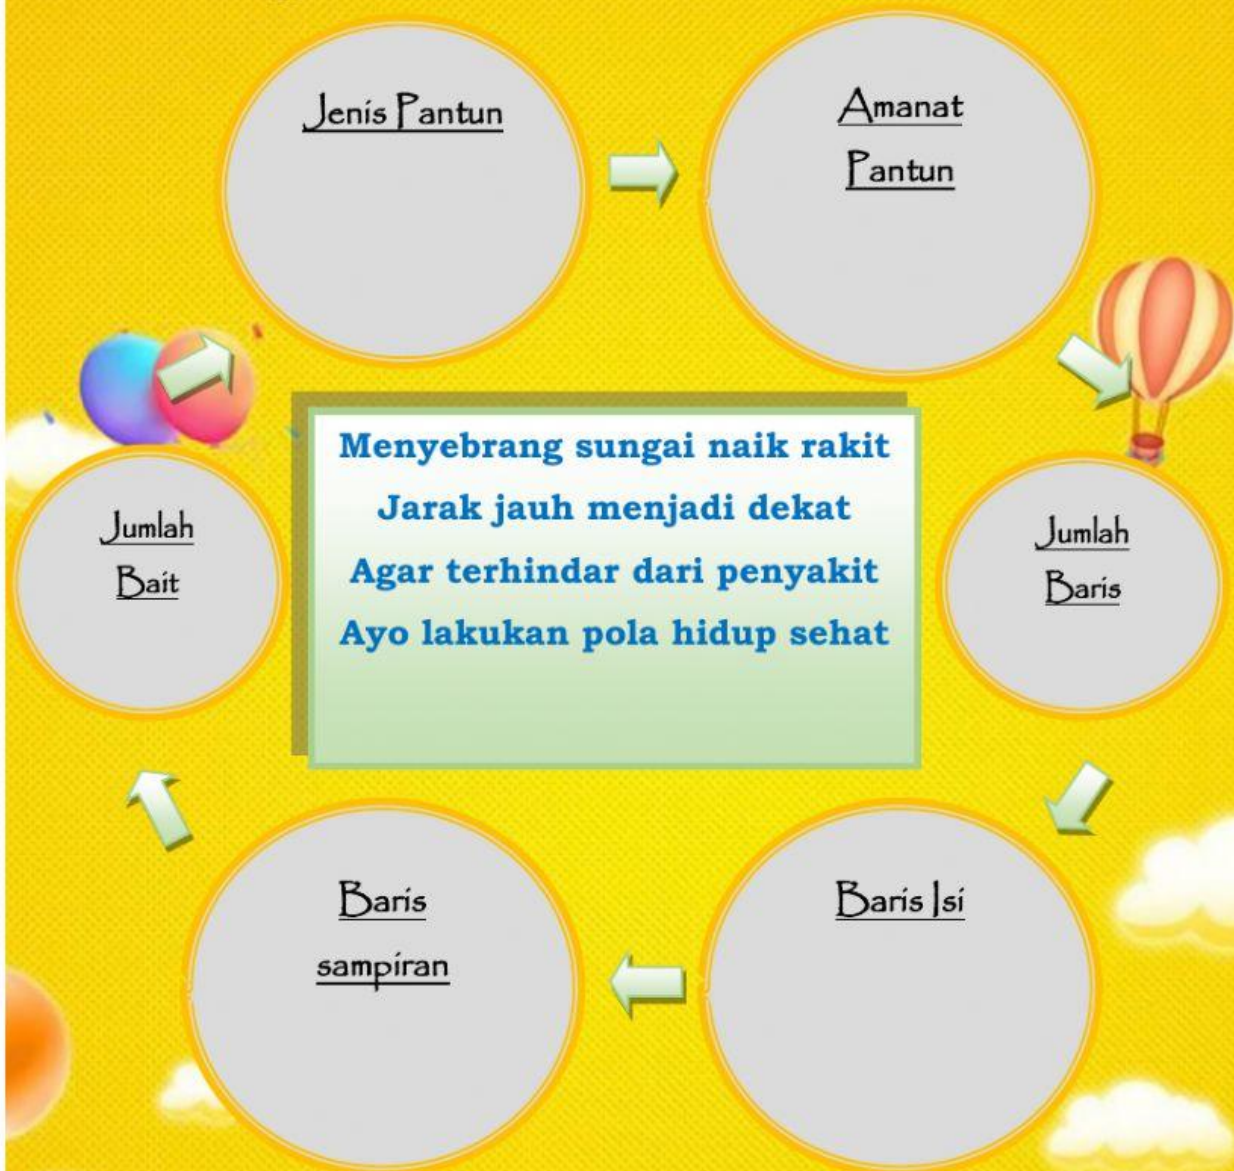 Jenis Pantun
Amanat
Pantun
Menyebrang sungai naik rakit
Jarak jauh menjadi dekat
Agar terhindar dari penyakit
Ayo lakukan pola hidup sehat
Jumlah
Bait
Jumlah
Baris
Baris
sampiran
Baris Isi